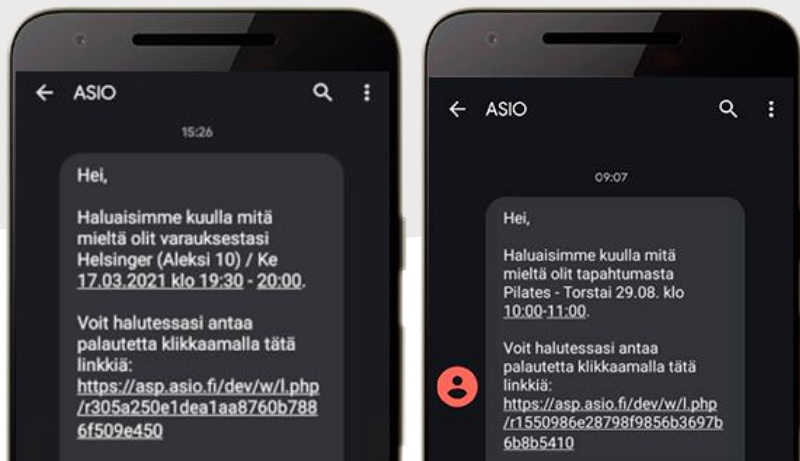 ASIO
15:26
Hei,
Haluaisimme kuulla mitä
mieltä olit varauksestasi
Helsinger (Aleksi 10) / Ke
17.03.2021 klo 19:30 - 20:00.
Voit halutessasi antaa
palautetta klikkaamalla tätä
linkkiä:
https://asp.asio.fi/dev/w/l.php
/r305a250e1dea1aa8760b788
6f509e450
ASIO
09:07
Hei,
Haluaisimme kuulla mitä
mieltä olit tapahtumasta
Pilates - Torstai 29.08. klo
10:00-11:00.
Voit halutessasi antaa
palautetta klikkaamalla tätä
linkkiä:
https://asp.asio.fi/dev/w/l.php
/r1550986e28798f9856b3697b
6b8b5410